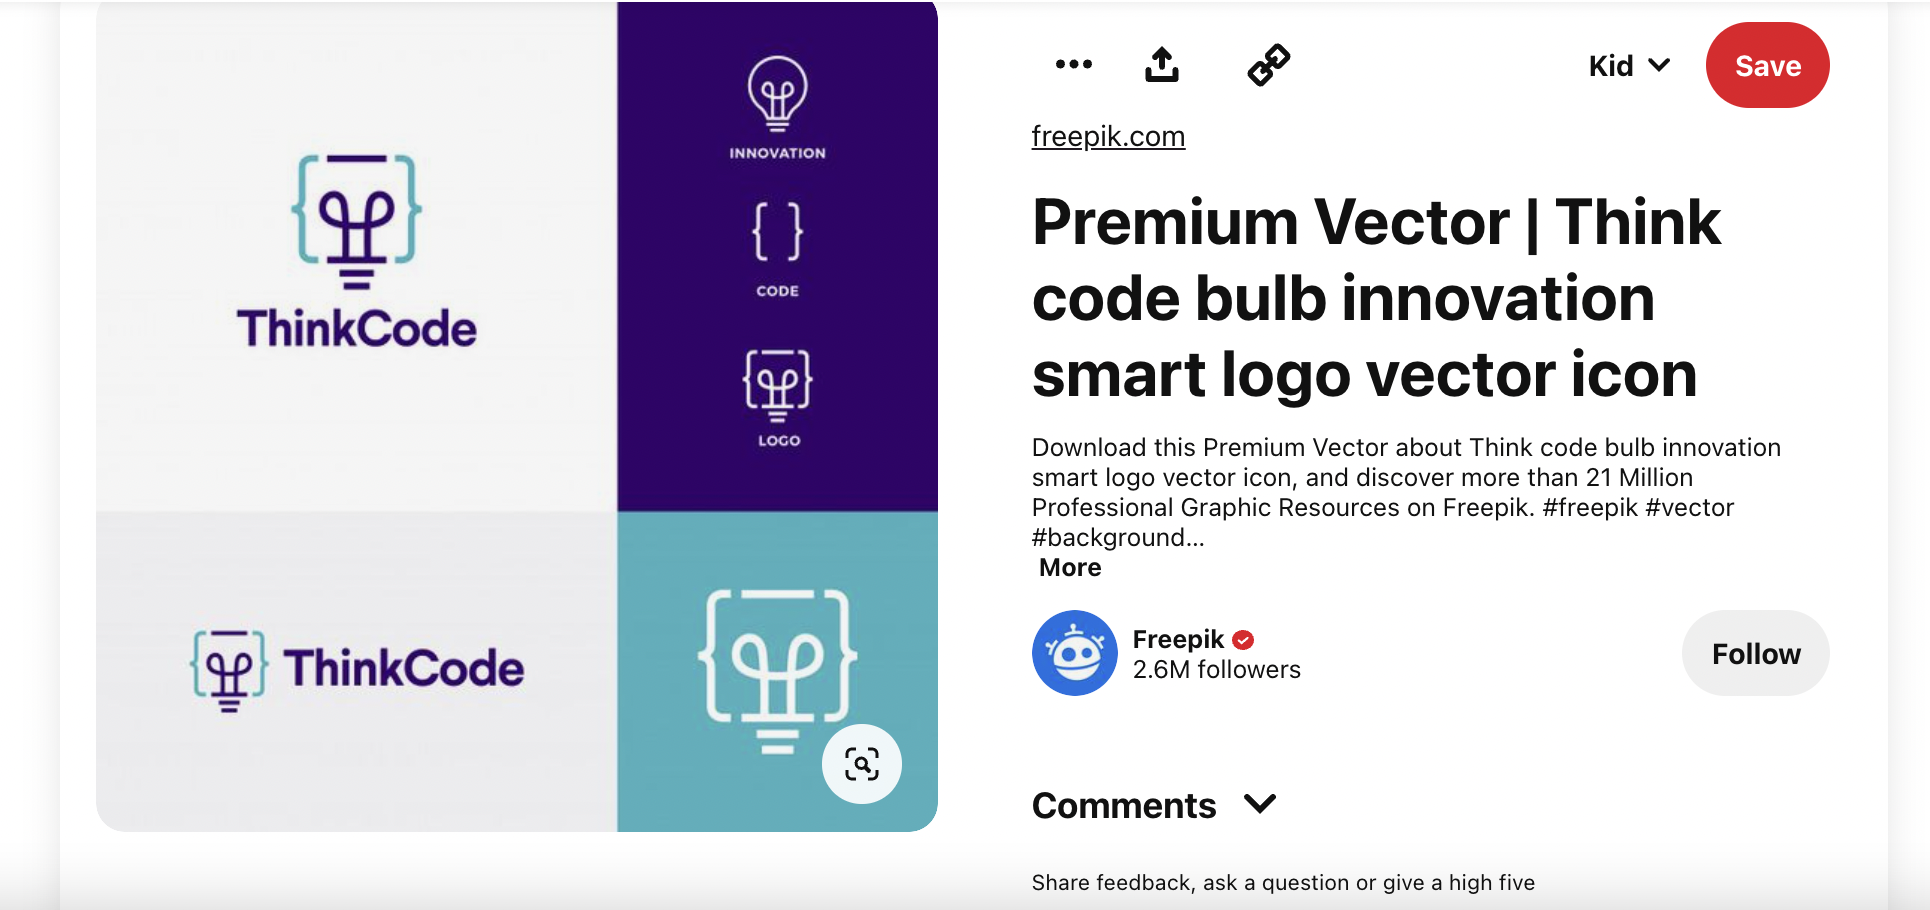 ThinkCode
INNOVATION
{ }
CODE
LOGO
ThinkCode
Kid
Save
freepik.com
Premium Vector | Think
code bulb innovation
smart logo vector icon
Download this Premium Vector about Think code bulb innovation
smart logo vector icon, and discover more than 21 Million
Professional Graphic Resources on Freepik. #freepik #vector
#background...
More
Freepik
2.6M followers
Follow
Comments
Share feedback, ask a question or give a high five